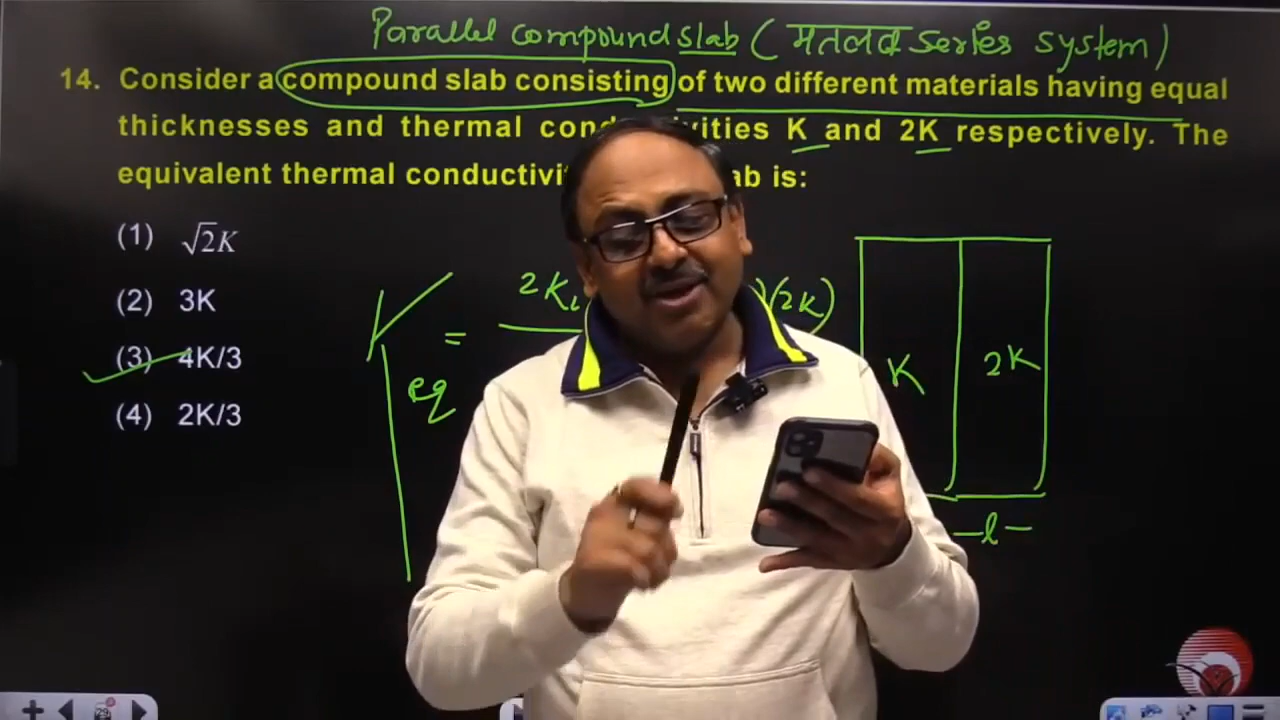 Parallel compound slab (मतलब series system)
14. Consider a compound slab consisting of two different materials having equal
thicknesses and thermal vities K and 2K respectively. The
equivalent thermal ab is:
(1) √2K
(2) 3K
(3) 4K/3
(4) 2K/3
K eq = 2K )(2K)
K
2K
l